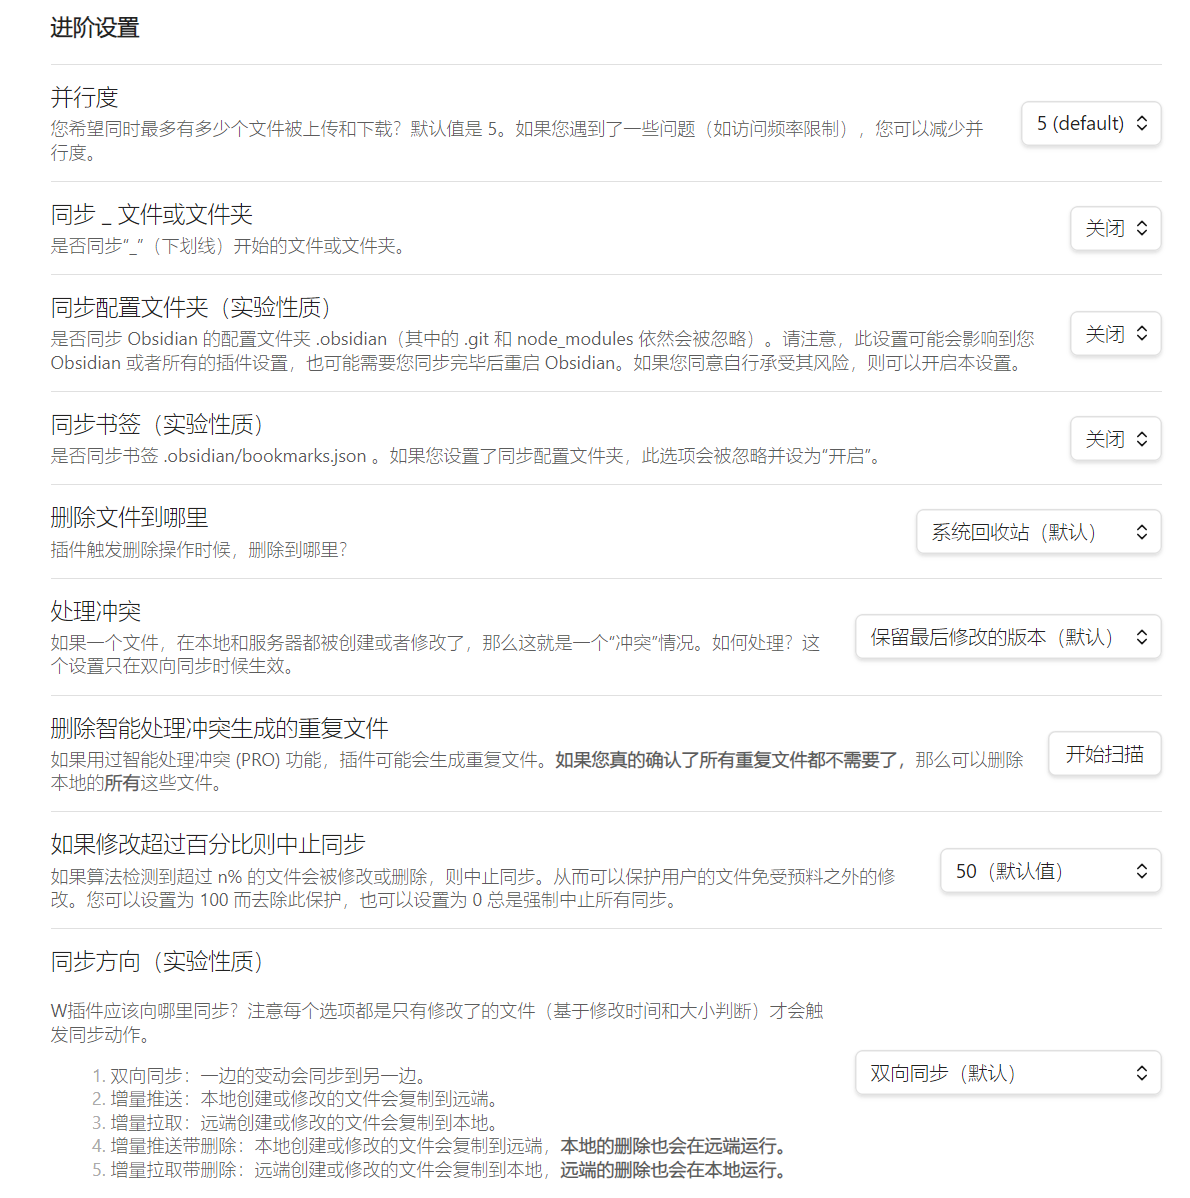 进阶设置
并行度
您希望同时最多有多少个文件被上传和下载？默认值是 5。如果您遇到了一些问题（如访问频率限制），您可以减少并
行度。
5 (default)
同步 _ 文件或文件夹
是否同步“_”（下划线）开始的文件或文件夹。
关闭
同步配置文件夹（实验性质）
是否同步 Obsidian 的配置文件夹 .obsidian（其中的 .git 和 node_modules 依然会被忽略）。请注意，此设置可能会影响到您
Obsidian 或者所有的插件设置，也可能需要您同步完毕后重启 Obsidian。如果您同意自行承受其风险，则可以开启本设置。
关闭
同步书签（实验性质）
是否同步书签 .obsidian/bookmarks.json 。如果您设置了同步配置文件夹，此选项会被忽略并设为“开启”。
关闭
删除文件到哪里
插件触发删除操作时候，删除到哪里？
系统回收站（默认）
处理冲突
如果一个文件，在本地和服务器都被创建或者修改了，那么这就是一个“冲突”情况。如何处理？这
个设置只在双向同步时候生效。
保留最后修改的版本（默认）
删除智能处理冲突生成的重复文件
如果用过智能处理冲突 (PRO) 功能，插件可能会生成重复文件。如果您真的确认了所有重复文件都不需要了，那么可以删除
本地的所有这些文件。
开始扫描
如果修改超过百分比则中止同步
如果算法检测到超过 n% 的文件会被修改或删除，则中止同步。从而可以保护用户的文件免受预料之外的修
改。您可以设置为 100 而去除此保护，也可以设置为 0 总是强制中止所有同步。
50（默认值）
同步方向（实验性质）
W插件应该向哪里同步？注意每个选项都是只有修改了的文件（基于修改时间和大小判断）才会触
发同步动作。
1. 双向同步：一边的变动会同步到另一边。
2. 增量推送：本地创建或修改的文件会复制到远端。
3. 增量拉取：远端创建或修改的文件会复制到本地。
4. 增量推送带删除：本地创建或修改的文件会复制到远端，本地的删除也会在远端运行。
5. 增量拉取带删除：远端创建或修改的文件会复制到本地，远端的删除也会在本地运行。
双向同步（默认）